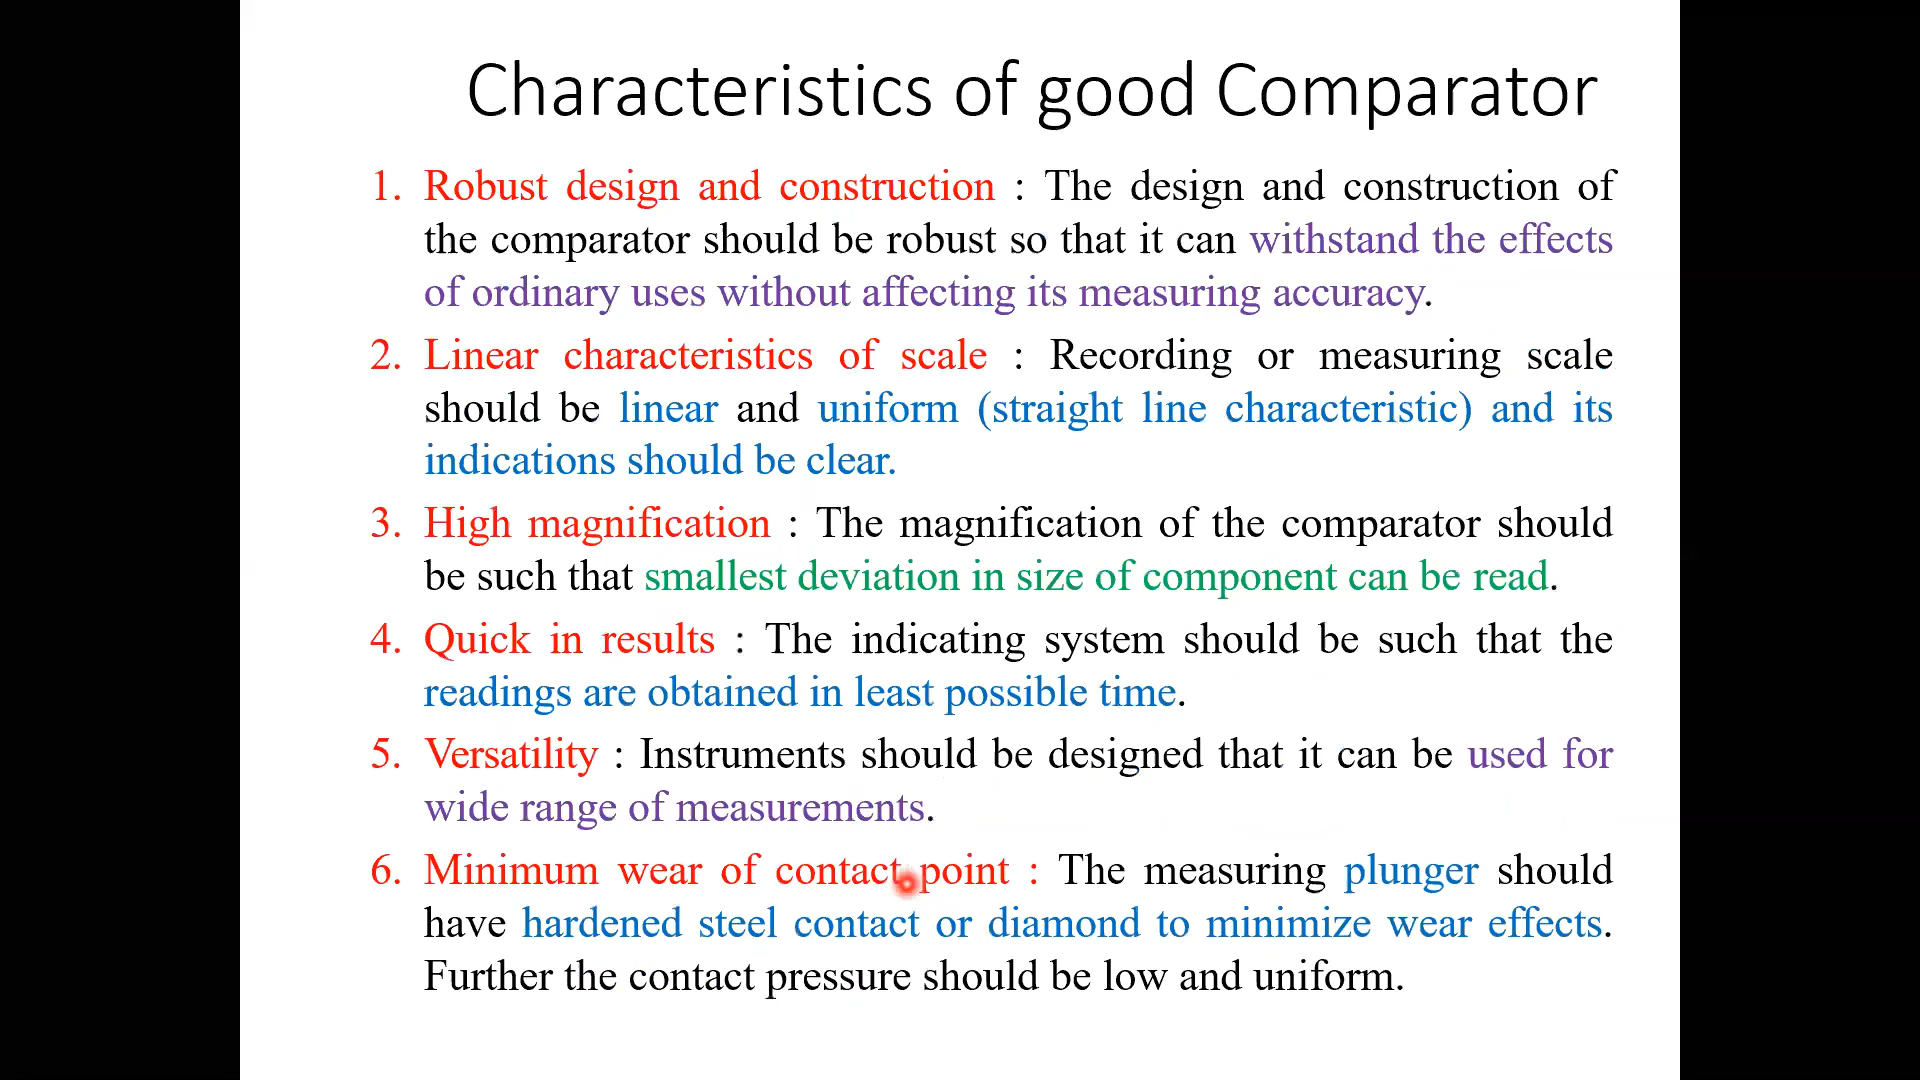 Characteristics of good Comparator
1. Robust design and construction : The design and construction of
the comparator should be robust so that it can withstand the effects
of ordinary uses without affecting its measuring accuracy.
2. Linear characteristics of scale : Recording or measuring scale
should be linear and uniform (straight line characteristic) and its
indications should be clear.
3. High magnification : The magnification of the comparator should
be such that smallest deviation in size of component can be read.
4. Quick in results : The indicating system should be such that the
readings are obtained in least possible time.
5. Versatility : Instruments should be designed that it can be used for
wide range of measurements.
6. Minimum wear of contact point : The measuring plunger should
have hardened steel contact or diamond to minimize wear effects.
Further the contact pressure should be low and uniform.